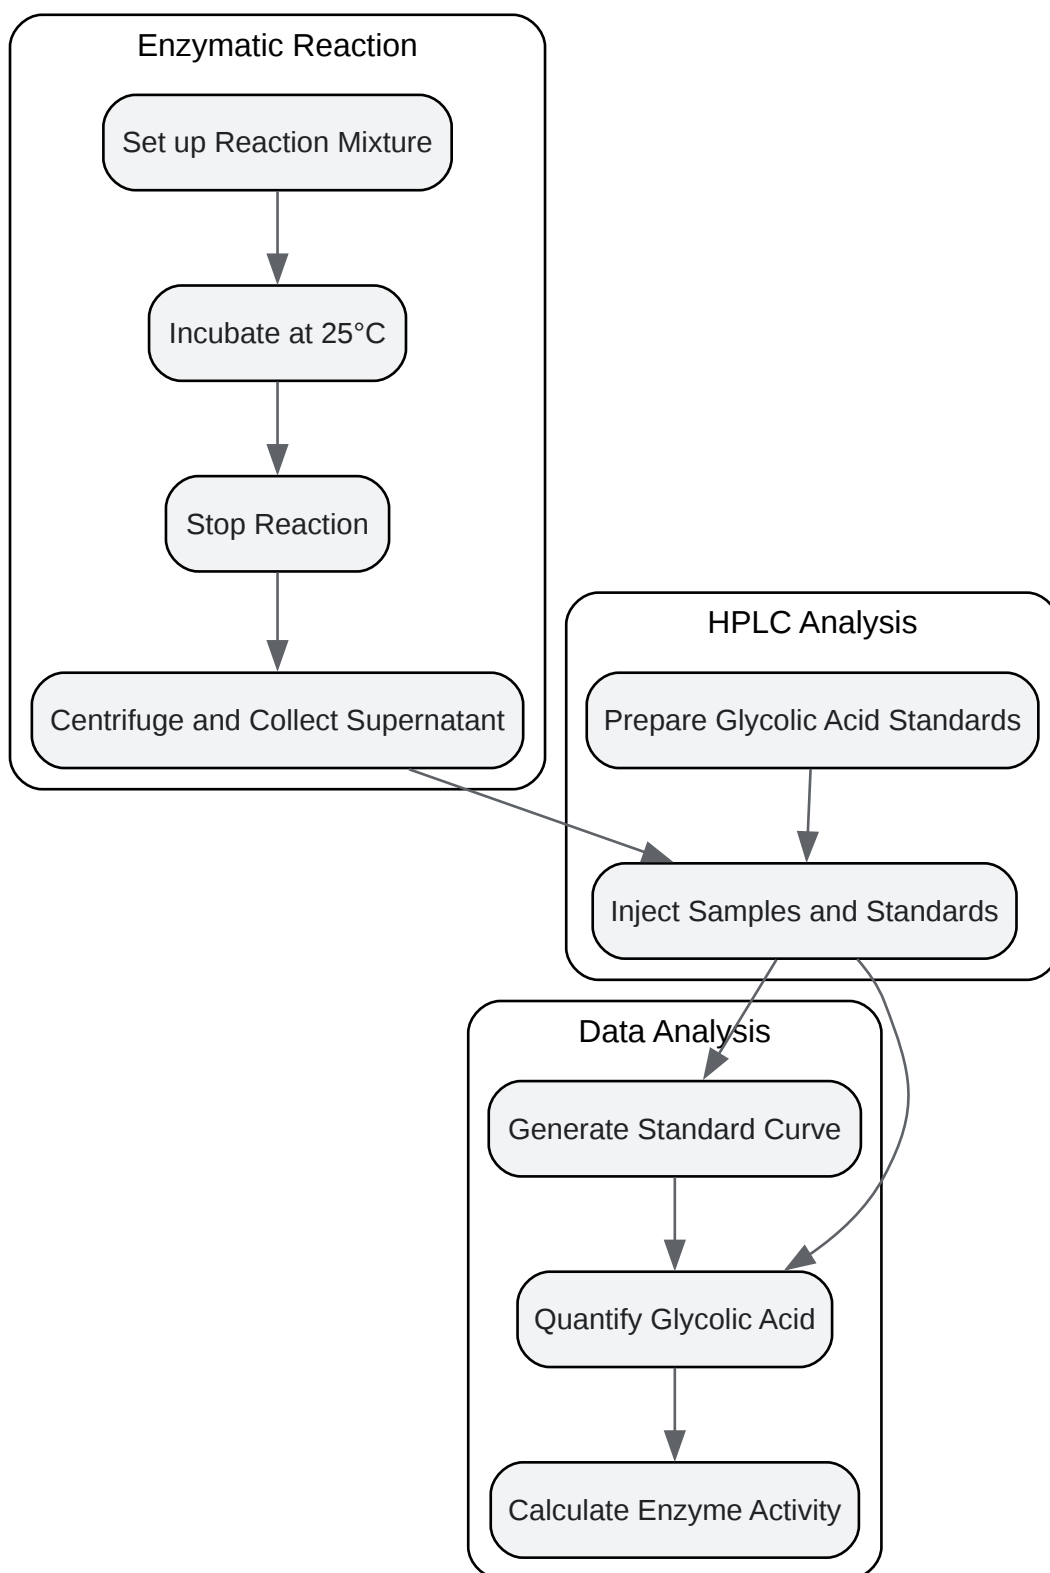 Enzymatic Reaction
Set up Reaction Mixture
Incubate at 25°C
Stop Reaction
Centrifuge and Collect Supernatant
HPLC Analysis
Prepare Glycolic Acid Standards
Inject Samples and Standards
Data Analysis
Generate Standard Curve
Quantify Glycolic Acid
Calculate Enzyme Activity